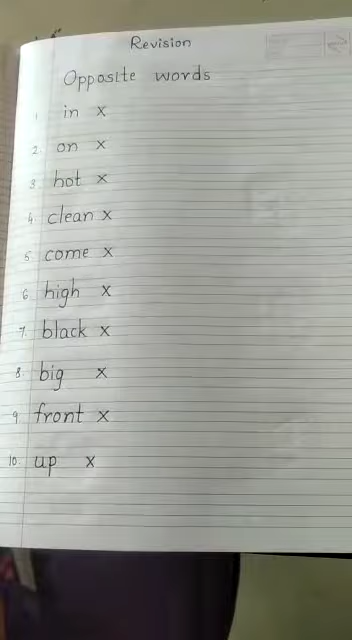 Revision
Opposite words
1. in x
2. on x
3. hot x
4. clean x
5. come x
6. high x
7. black x
8. big x
9. front x
10. up x